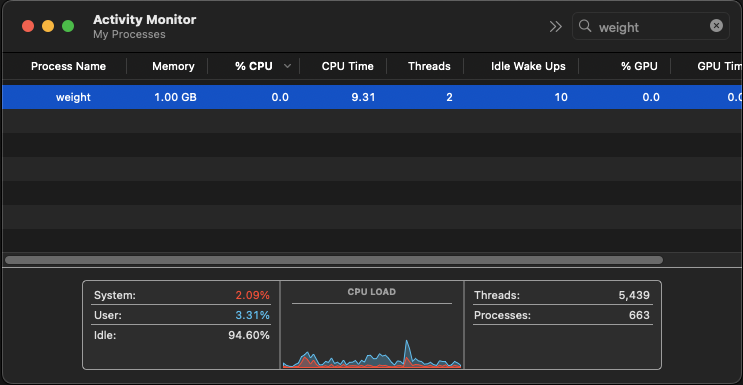 Activity Monitor
My Processes
weight
Process Name Memory % CPU CPU Time Threads Idle Wake Ups % GPU GPU Tim
weight 1.00 GB 0.0 9.31 2 10 0.0 0.0
System: 2.09%
User: 3.31%
Idle: 94.60%
CPU LOAD
Threads: 5,439
Processes: 663